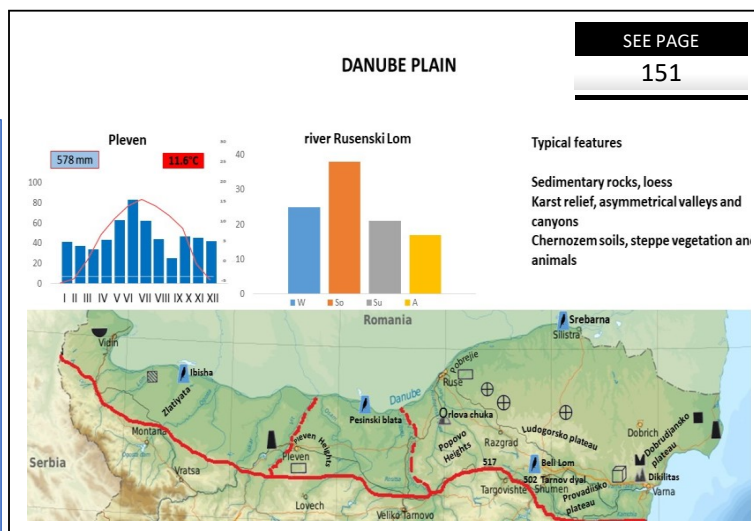 SEE PAGE
151
DANUBE PLAIN
Pleven
578 mm
11.6°C
100
80
60
40
20
0
I II III IV V VI VII VIII IX X XI XII
river Rusenski Lom
40
30
20
10
0
W So Su A
Typical features
Sedimentary rocks, loess
Karst relief, asymmetrical valleys and
canyons
Chernozem soils, steppe vegetation and
animals
Romania
Srebarna
Silistra
Vidin
Ibisha
Zlatiyata
Pobrejie
Ruse
Danube
Pesinski blata
Orlova chuka
Montana
Pleven Heights
Pleven
Popovo
Heights
Razgrad
Ludogorsko plateau
Dobrich
Dobrudjansko
plateau
Serbia
Vratsa
517
Beli Lom
502 Tarnov dyal
Dikilitas
Targovishte
Shumen
Provadiisko
plateau
Varna
Lovech
Veliko Tarnovo